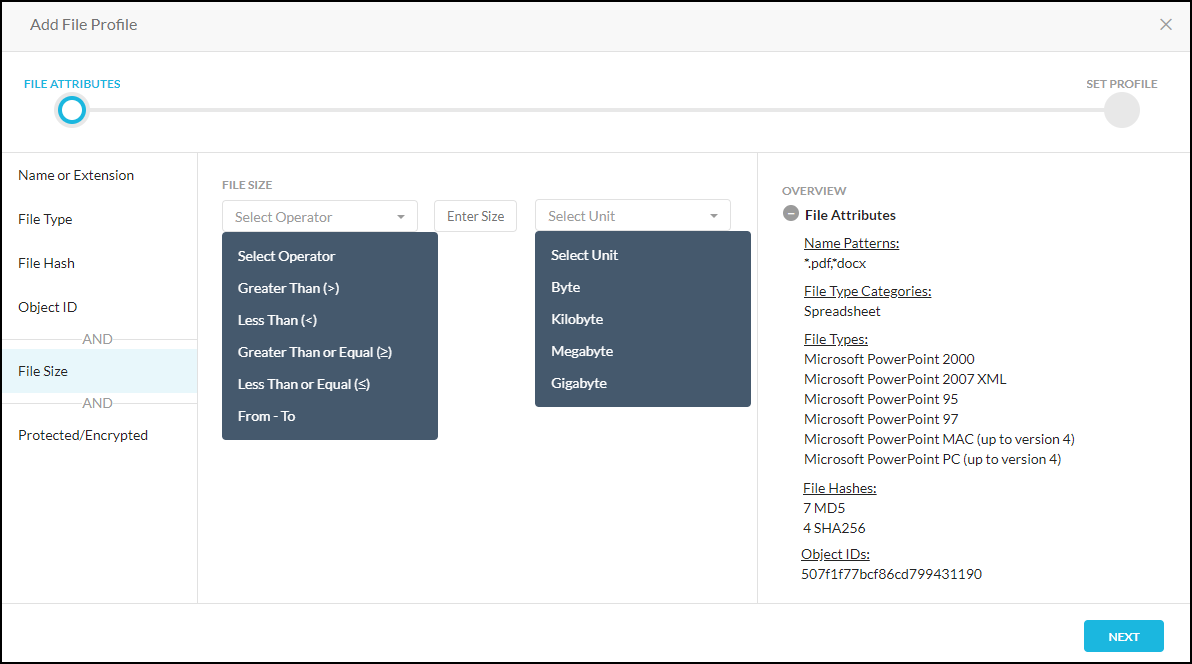 Add File Profile
FILE ATTRIBUTES
SET PROFILE
Name or Extension
File Type
File Hash
Object ID
AND
File Size
AND
Protected/Encrypted
FILE SIZE
Select Operator
Enter Size
Select Unit
Select Operator
Greater Than (>)
Less Than (<)
Greater Than or Equal (≥)
Less Than or Equal (≤)
From - To
Select Unit
Byte
Kilobyte
Megabyte
Gigabyte
OVERVIEW
File Attributes
Name Patterns:
*.pdf,*docx
File Type Categories:
Spreadsheet
File Types:
Microsoft PowerPoint 2000
Microsoft PowerPoint 2007 XML
Microsoft PowerPoint 95
Microsoft PowerPoint 97
Microsoft PowerPoint MAC (up to version 4)
Microsoft PowerPoint PC (up to version 4)
File Hashes:
7 MD5
4 SHA256
Object IDs:
507f1f77bcf86cd799431190
NEXT